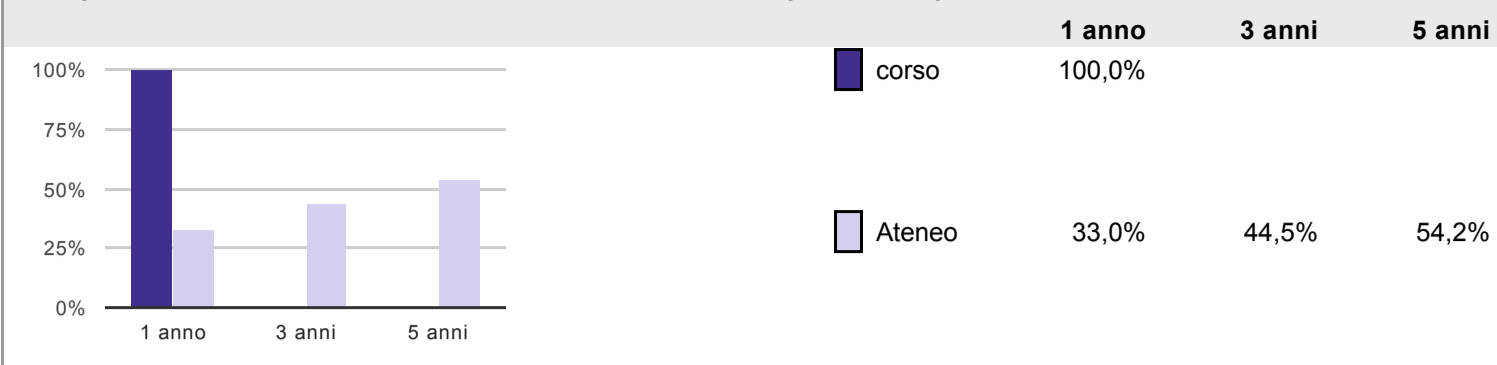 1 anno 3 anni 5 anni
100%
75%
50%
25%
0%
1 anno 3 anni 5 anni
corso 100,0%
Ateneo 33,0% 44,5% 54,2%